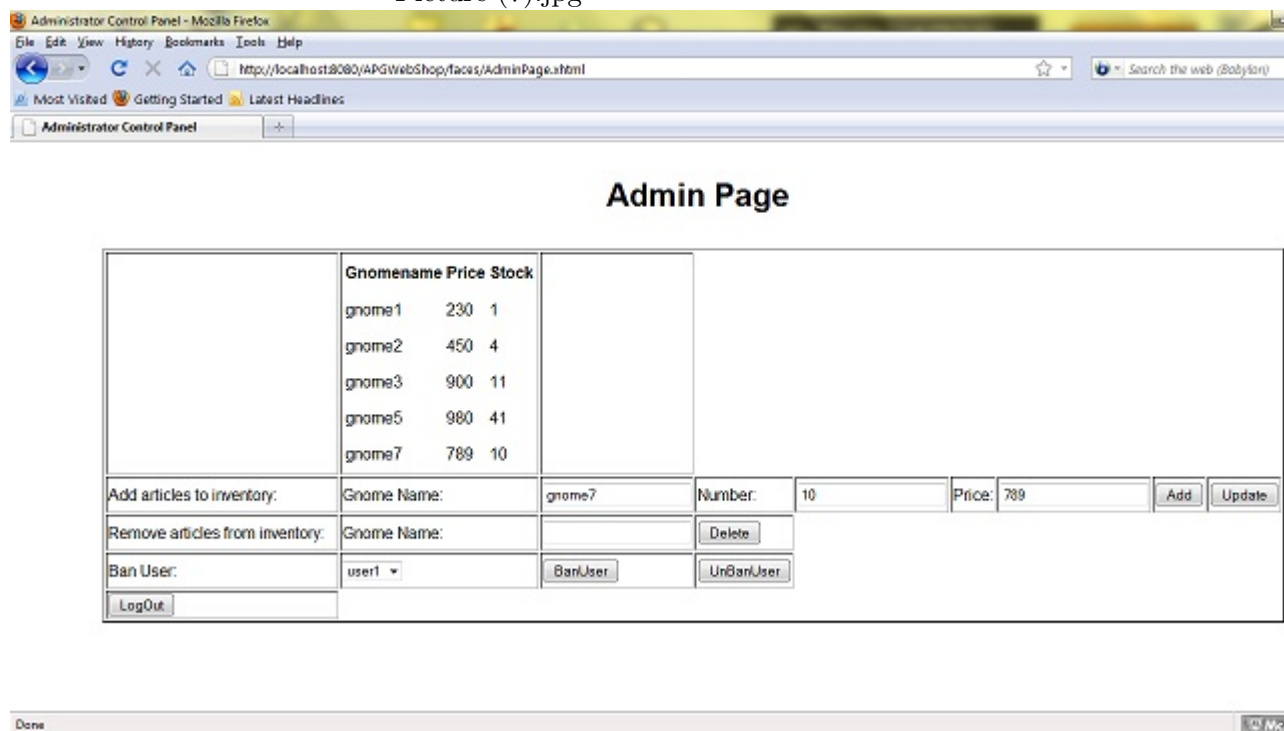 Administrator Control Panel - Mozilla Firefox
File Edit View History Bookmarks Tools Help
http://localhost:8080/APGWebShop/faces/AdminPage.xhtml
Search the web (Babylon)
Most Visited Getting Started Latest Headlines
Administrator Control Panel
Admin Page
Gnomename Price Stock
gnome1 230 1
gnome2 450 4
gnome3 900 11
gnome5 980 41
gnome7 789 10
Add articles to inventory: Gnome Name: gnome7 Number: 10 Price: 789 Add Update
Remove articles from inventory: Gnome Name: Delete
Ban User: user1 BanUser UnBanUser
LogOut
Done